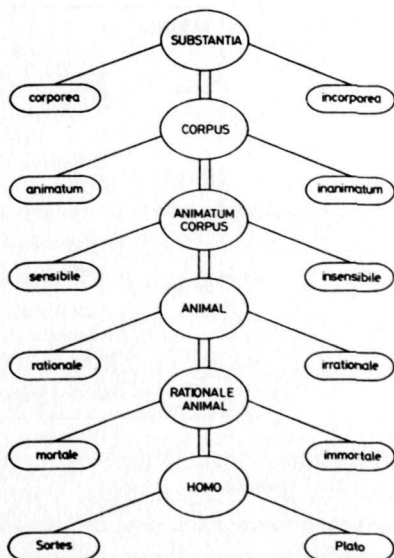 SUBSTANTIA
corporea
incorporea
CORPUS
animatum
inanimatum
ANIMATUM
CORPUS
sensibile
insensibile
ANIMAL
rationale
irrationale
RATIONALE
ANIMAL
mortale
immortale
HOMO
Sortes
Plato